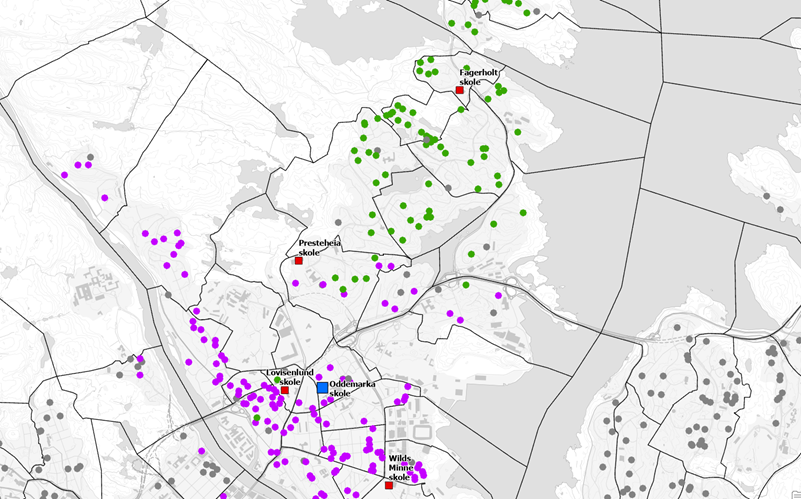 Fagerholt
skole
Presteheia
skole
Lovisenlund
skole
Oddemarka
skole
Wilds
Minne
skole